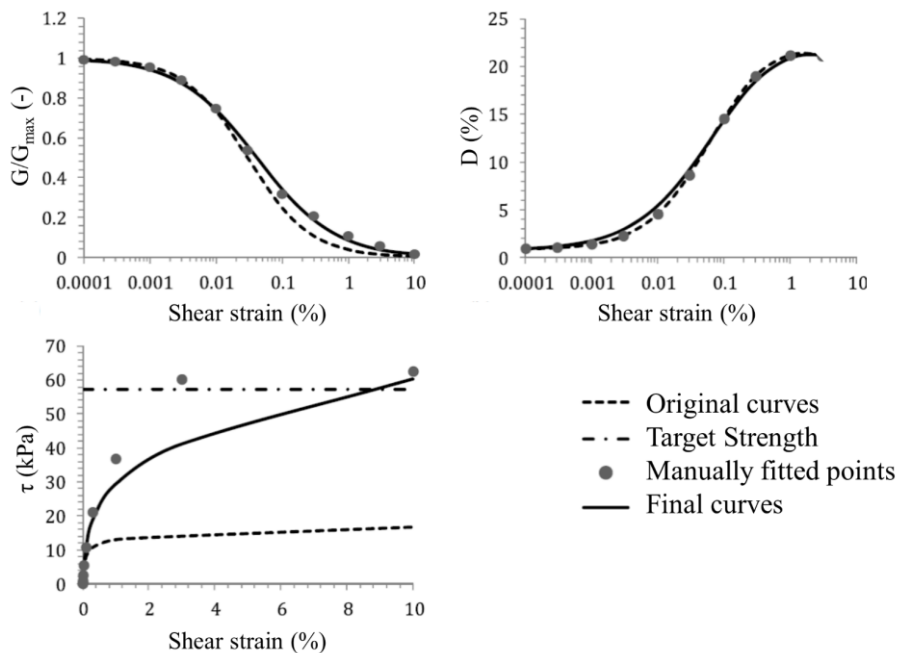 G/Gmax (-)
1.2
1
0.8
0.6
0.4
0.2
0
0.0001 0.001 0.01 0.1 1 10
Shear strain (%)
D (%)
25
20
15
10
5
0
0.0001 0.001 0.01 0.1 1 10
Shear strain (%)
τ (kPa)
70
60
50
40
30
20
10
0
0 2 4 6 8 10
Shear strain (%)
Original curves
Target Strength
Manually fitted points
Final curves